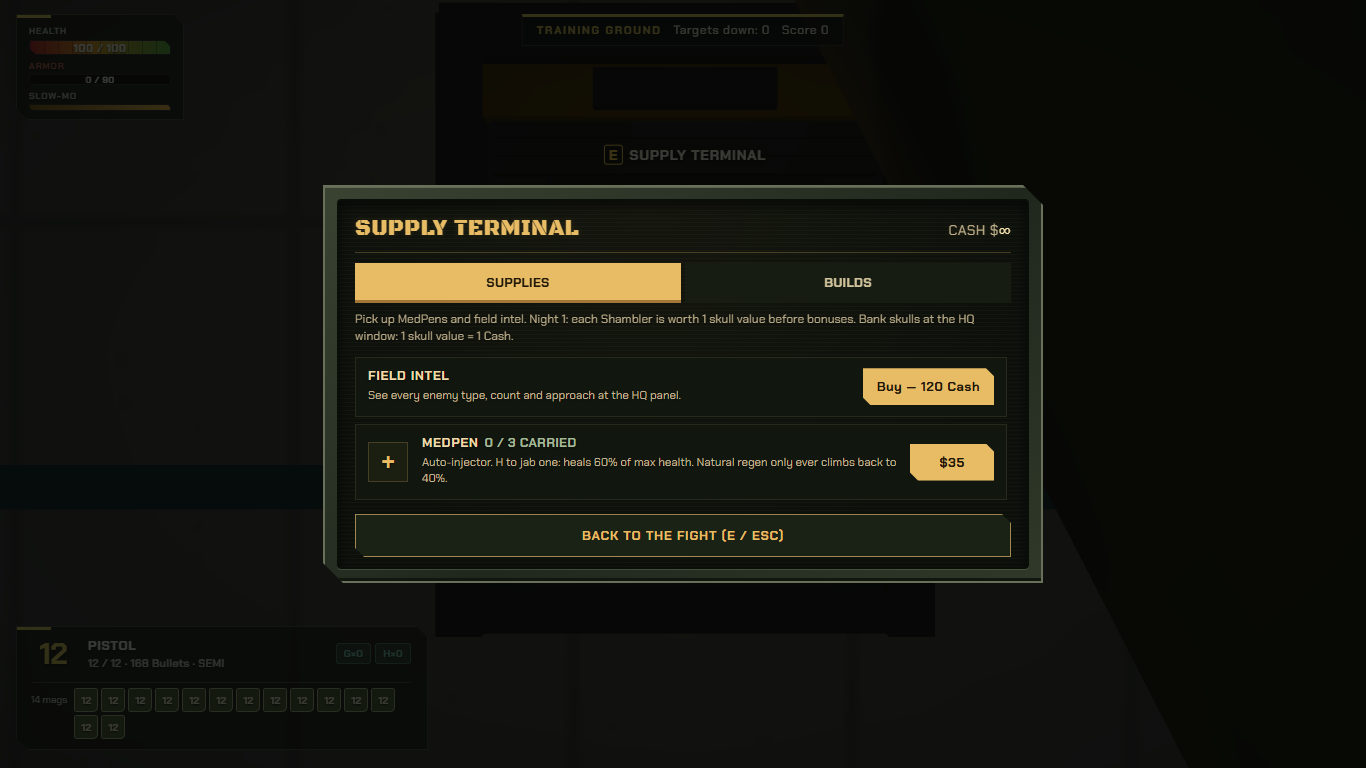 HEALTH
100 / 100
ARMOR
0 / 90
SLOW-MO
TRAINING GROUND Targets down: 0 Score 0
E SUPPLY TERMINAL
SUPPLY TERMINAL
CASH $∞
SUPPLIES
BUILDS
Pick up MedPens and field intel. Night 1: each Shambler is worth 1 skull value before bonuses. Bank skulls at the HQ
window: 1 skull value = 1 Cash.
FIELD INTEL
See every enemy type, count and approach at the HQ panel.
Buy — 120 Cash
+
MEDPEN 0 / 3 CARRIED
Auto-injector. H to jab one: heals 60% of max health. Natural regen only ever climbs back to
40%.
$35
BACK TO THE FIGHT (E / ESC)
12
PISTOL
12 / 12 · 168 Bullets · SEMI
G×0 H×0
14 mags 12 12 12 12 12 12 12 12 12 12 12 12
12 12